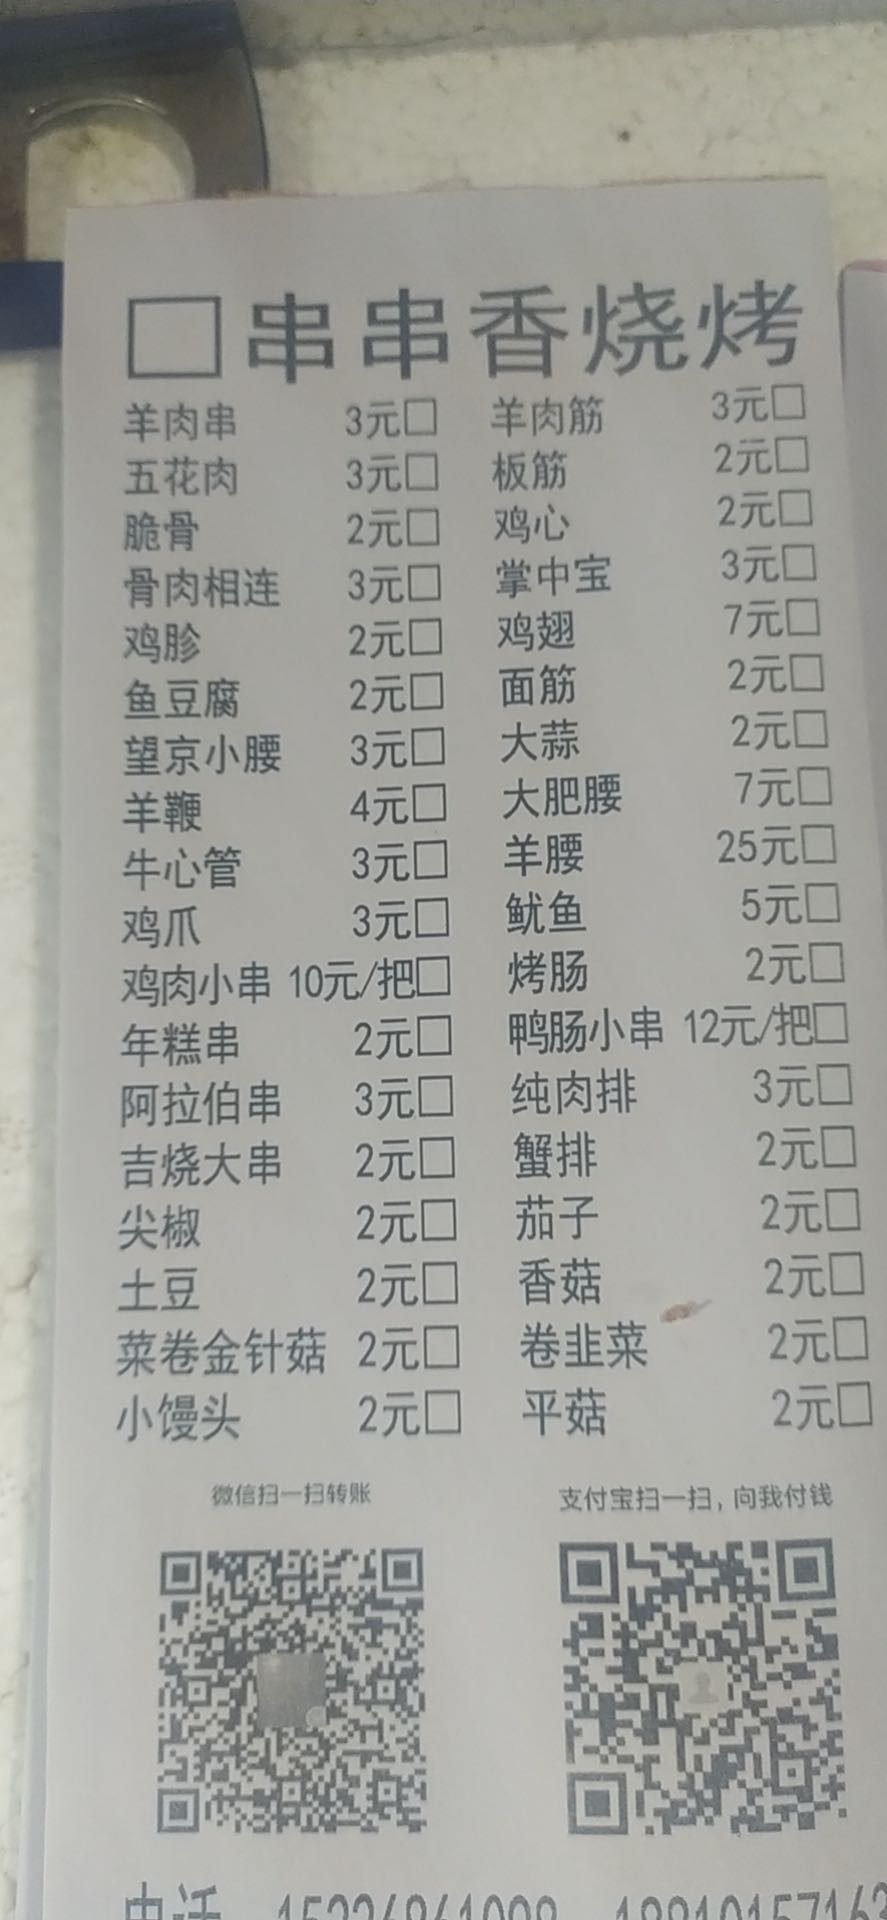 □串串香烧烤
羊肉串 3元□ 羊肉筋 3元□
五花肉 3元□ 板筋 2元□
脆骨 2元□ 鸡心 2元□
骨肉相连 3元□ 掌中宝 3元□
鸡胗 2元□ 鸡翅 7元□
鱼豆腐 2元□ 面筋 2元□
望京小腰 3元□ 大蒜 2元□
羊鞭 4元□ 大肥腰 7元□
牛心管 3元□ 羊腰 25元□
鸡爪 3元□ 鱿鱼 5元□
鸡肉小串 10元/把□ 烤肠 2元□
年糕串 2元□ 鸭肠小串 12元/把□
阿拉伯串 3元□ 纯肉排 3元□
吉烧大串 2元□ 蟹排 2元□
尖椒 2元□ 茄子 2元□
土豆 2元□ 香菇 2元□
菜卷金针菇 2元□ 卷韭菜 2元□
小馒头 2元□ 平菇 2元□
微信扫一扫转账 支付宝扫一扫，向我付钱
电话